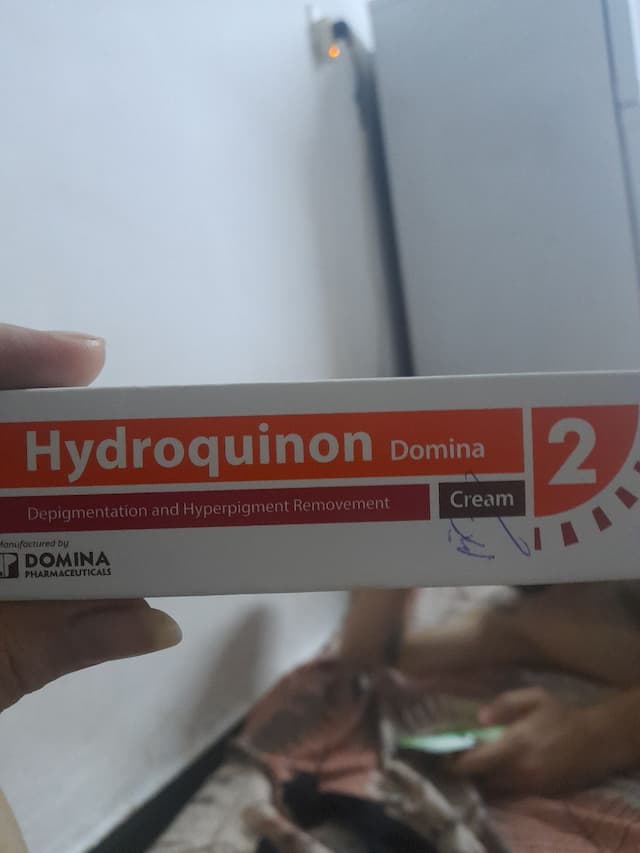 Hydroquinon Domina
2
Depigmentation and Hyperpigment Removement
Cream
Manufactured by
DOMINA
PHARMACEUTICALS